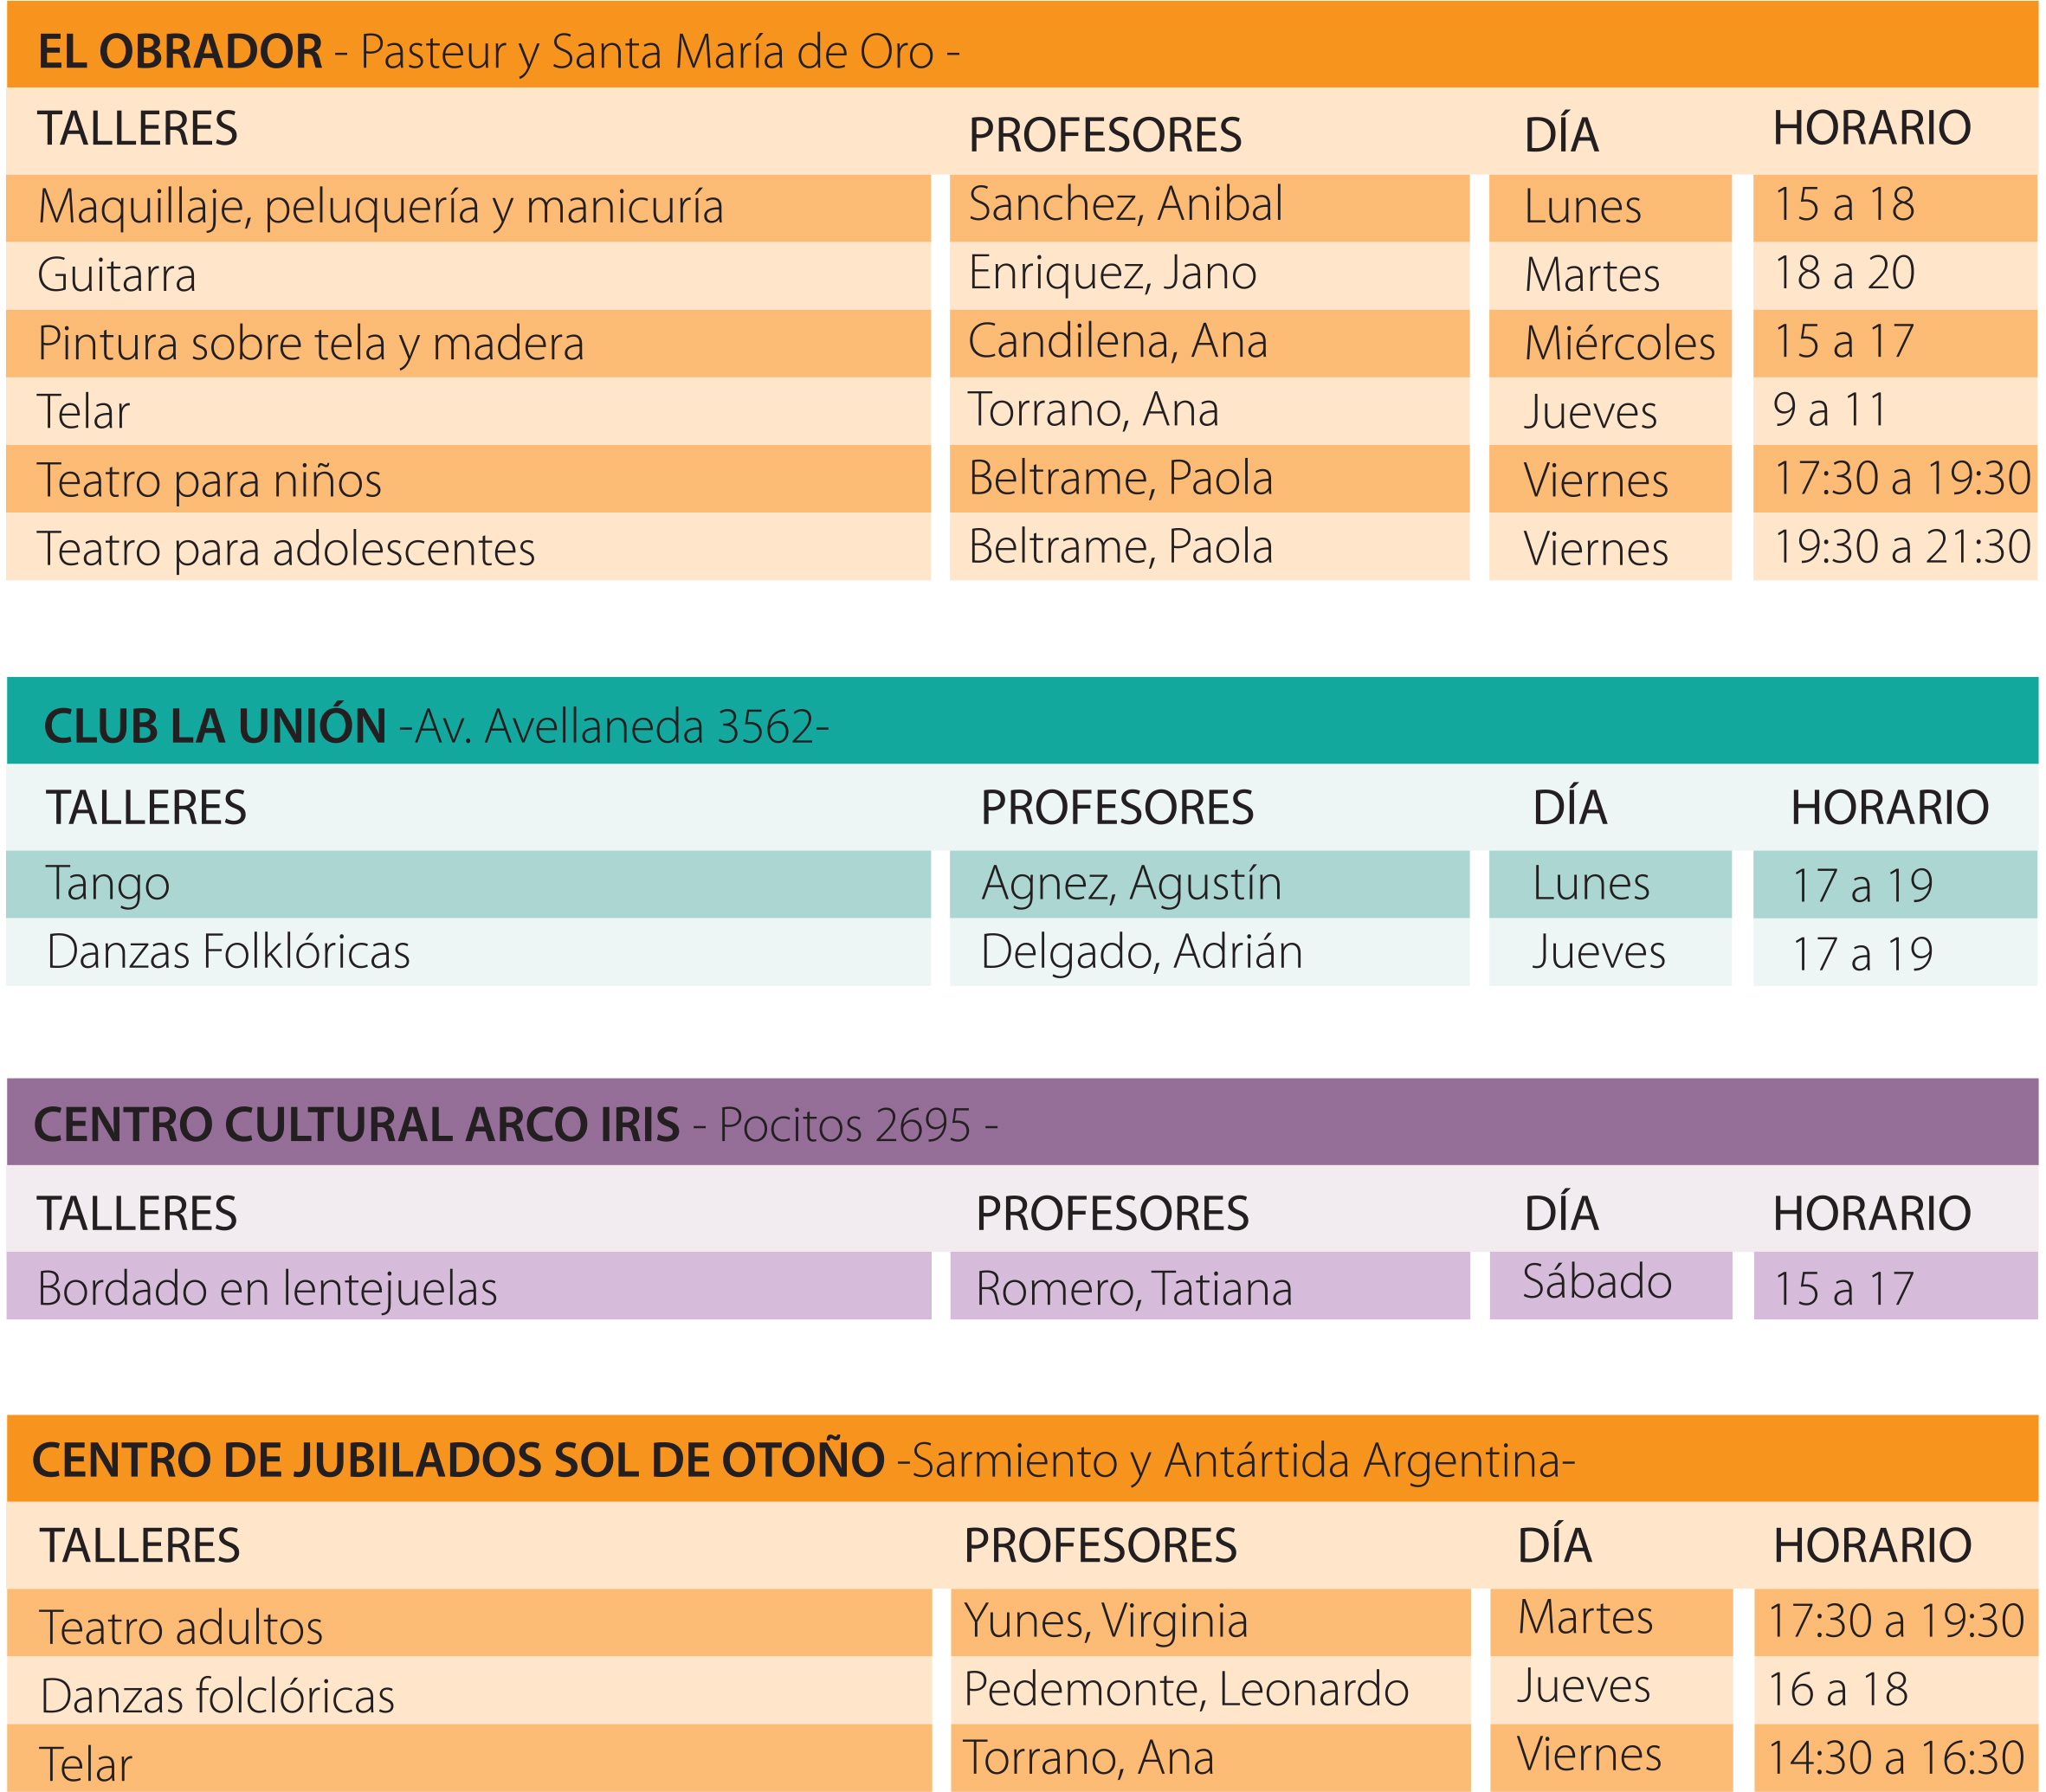 EL OBRADOR - Pasteur y Santa María de Oro -
TALLERES PROFESORES DÍA HORARIO
Maquillaje, peluquería y manicuría Sanchez, Anibal Lunes 15 a 18
Guitarra Enriquez, Jano Martes 18 a 20
Pintura sobre tela y madera Candilena, Ana Miércoles 15 a 17
Telar Torrano, Ana Jueves 9 a 11
Teatro para niños Beltrame, Paola Viernes 17:30 a 19:30
Teatro para adolescentes Beltrame, Paola Viernes 19:30 a 21:30
CLUB LA UNIÓN -Av. Avellaneda 3562-
TALLERES PROFESORES DÍA HORARIO
Tango Agnez, Agustín Lunes 17 a 19
Danzas Folklóricas Delgado, Adrián Jueves 17 a 19
CENTRO CULTURAL ARCO IRIS - Pocitos 2695 -
TALLERES PROFESORES DÍA HORARIO
Bordado en lentejuelas Romero, Tatiana Sábado 15 a 17
CENTRO DE JUBILADOS SOL DE OTOÑO -Sarmiento y Antártida Argentina-
TALLERES PROFESORES DÍA HORARIO
Teatro adultos Yunes, Virginia Martes 17:30 a 19:30
Danzas folclóricas Pedemonte, Leonardo Jueves 16 a 18
Telar Torrano, Ana Viernes 14:30 a 16:30